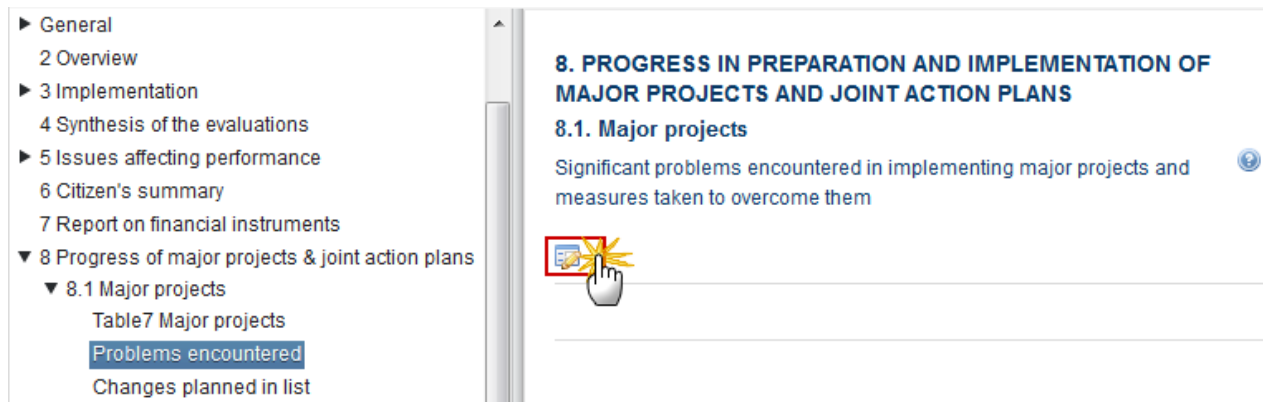 General
2 Overview
3 Implementation
4 Synthesis of the evaluations
5 Issues affecting performance
6 Citizen's summary
7 Report on financial instruments
8 Progress of major projects & joint action plans
8.1 Major projects
Table7 Major projects
Problems encountered
Changes planned in list
8. PROGRESS IN PREPARATION AND IMPLEMENTATION OF
MAJOR PROJECTS AND JOINT ACTION PLANS
8.1. Major projects
Significant problems encountered in implementing major projects and
measures taken to overcome them